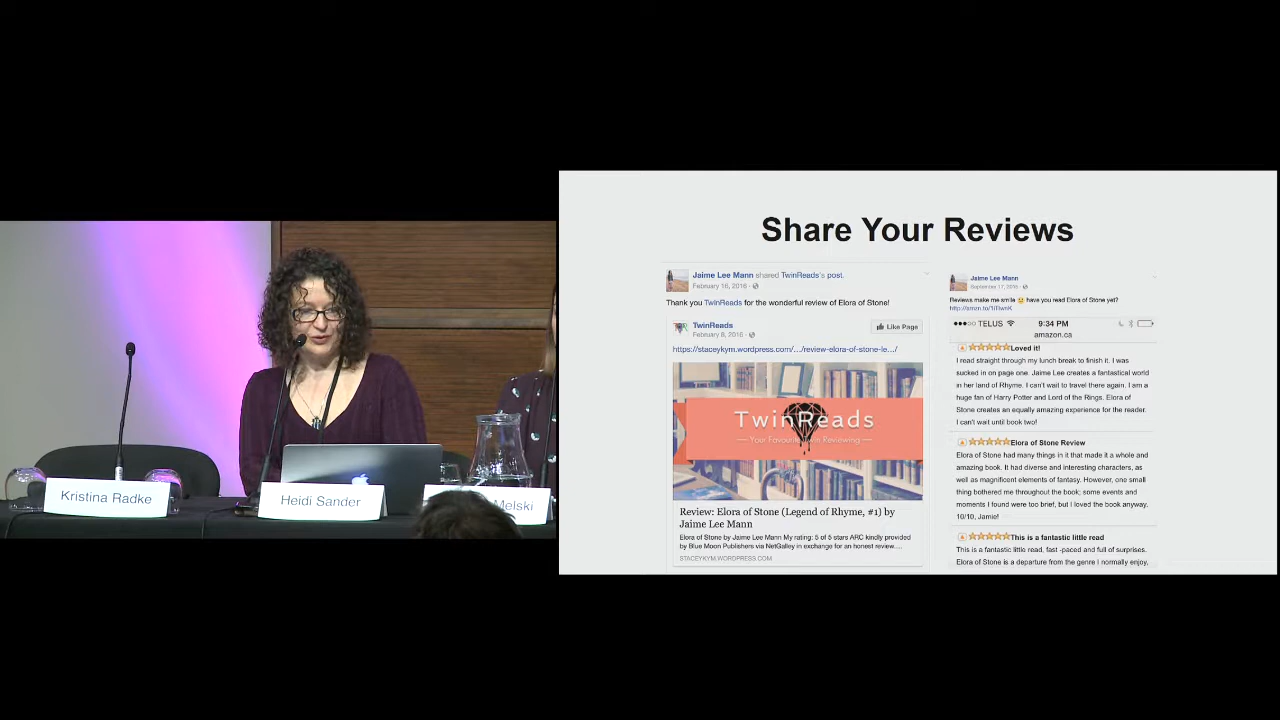 Kristina Radke
Heidi Sander
Melski
Share Your Reviews
Jaime Lee Mann shared TwinReads's post.
February 16, 2016
Thank you TwinReads for the wonderful review of Elora of Stone!
TwinReads
February 8, 2016
Like Page
https://staceykym.wordpress.com/.../review-elora-of-stone-le.../
TwinReads
— Your Favourite Twin Reviewing —
Review: Elora of Stone (Legend of Rhyme, #1) by
Jaime Lee Mann
Elora of Stone by Jaime Lee Mann My rating: 5 of 5 stars ARC kindly provided
by Blue Moon Publishers via NetGalley in exchange for an honest review....
STACEYKYM.WORDPRESS.COM
Jaime Lee Mann
September 17, 2016
Reviews make me smile 🙂 have you read Elora of Stone yet?
TELUS 9:34 PM
amazon.ca
Loved it!
I read straight through my lunch break to finish it. I was
sucked in on page one. Jaime Lee creates a fantastical world
in her land of Rhyme. I can't wait to travel there again. I am a
huge fan of Harry Potter and Lord of the Rings. Elora of
Stone creates an equally amazing experience for the reader.
I can't wait until book two!
Elora of Stone Review
Elora of Stone had many things in it that made it a whole and
amazing book. It had diverse and interesting characters, as
well as magnificent elements of fantasy. However, one small
thing bothered me throughout the book; some events and
moments I found were too brief, but I loved the book anyway.
10/10, Jamie!
This is a fantastic little read
This is a fantastic little read, fast -paced and full of surprises.
Elora of Stone is a departure from the genre I normally enjoy,